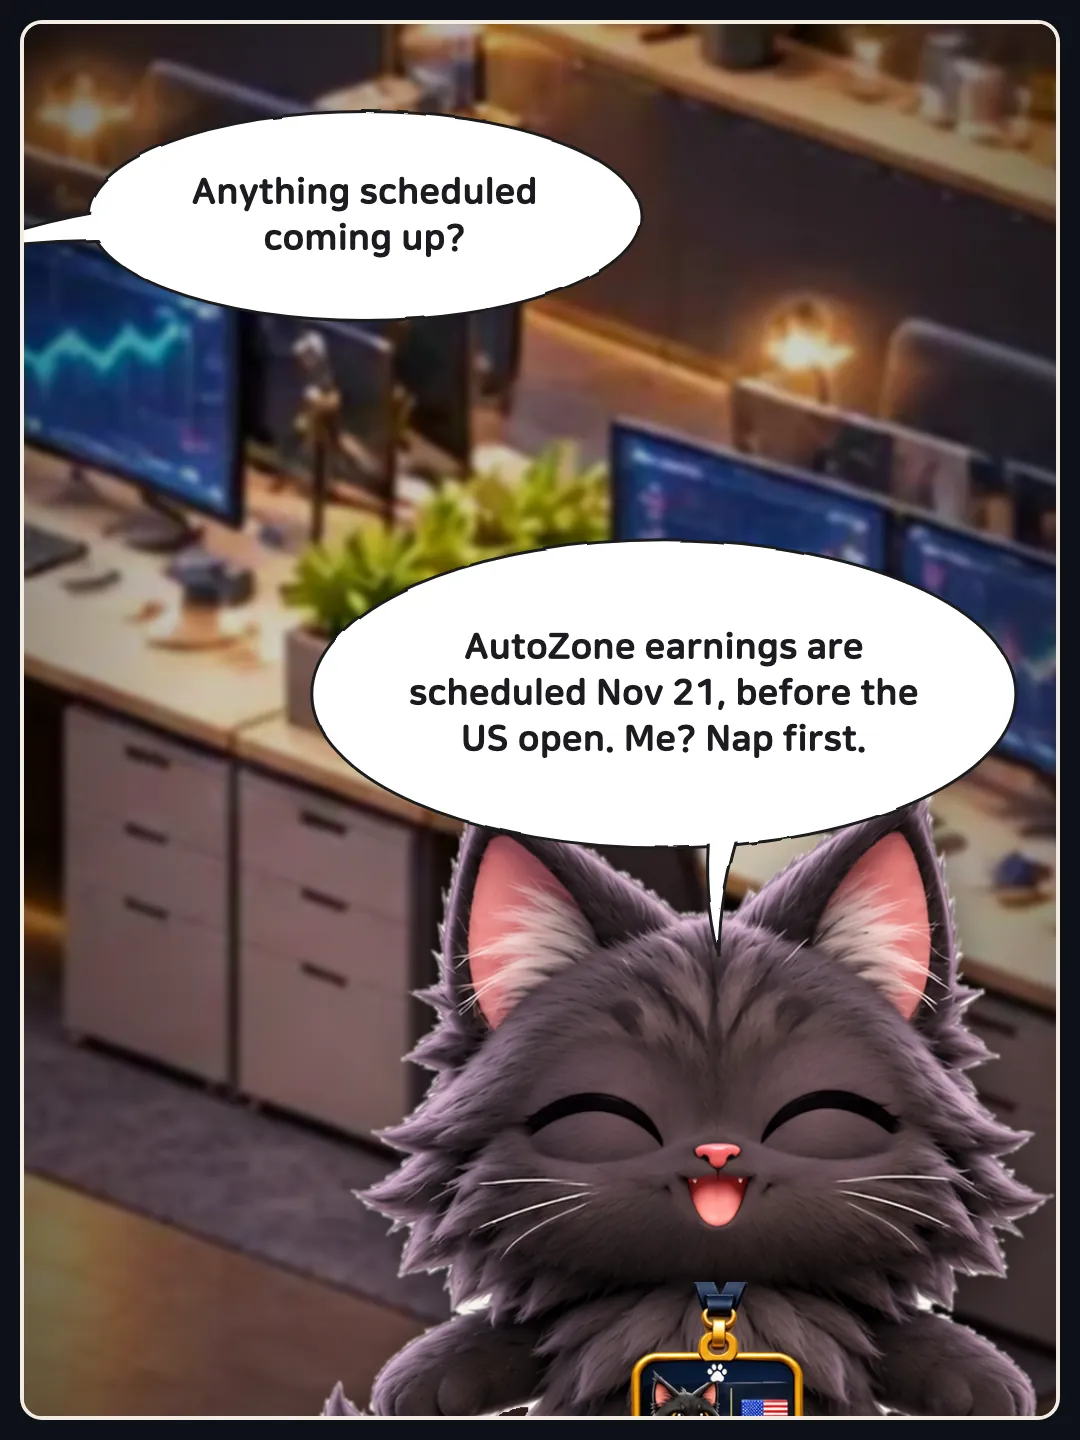 Anything scheduled
coming up?
AutoZone earnings are
scheduled Nov 21, before the
US open. Me? Nap first.